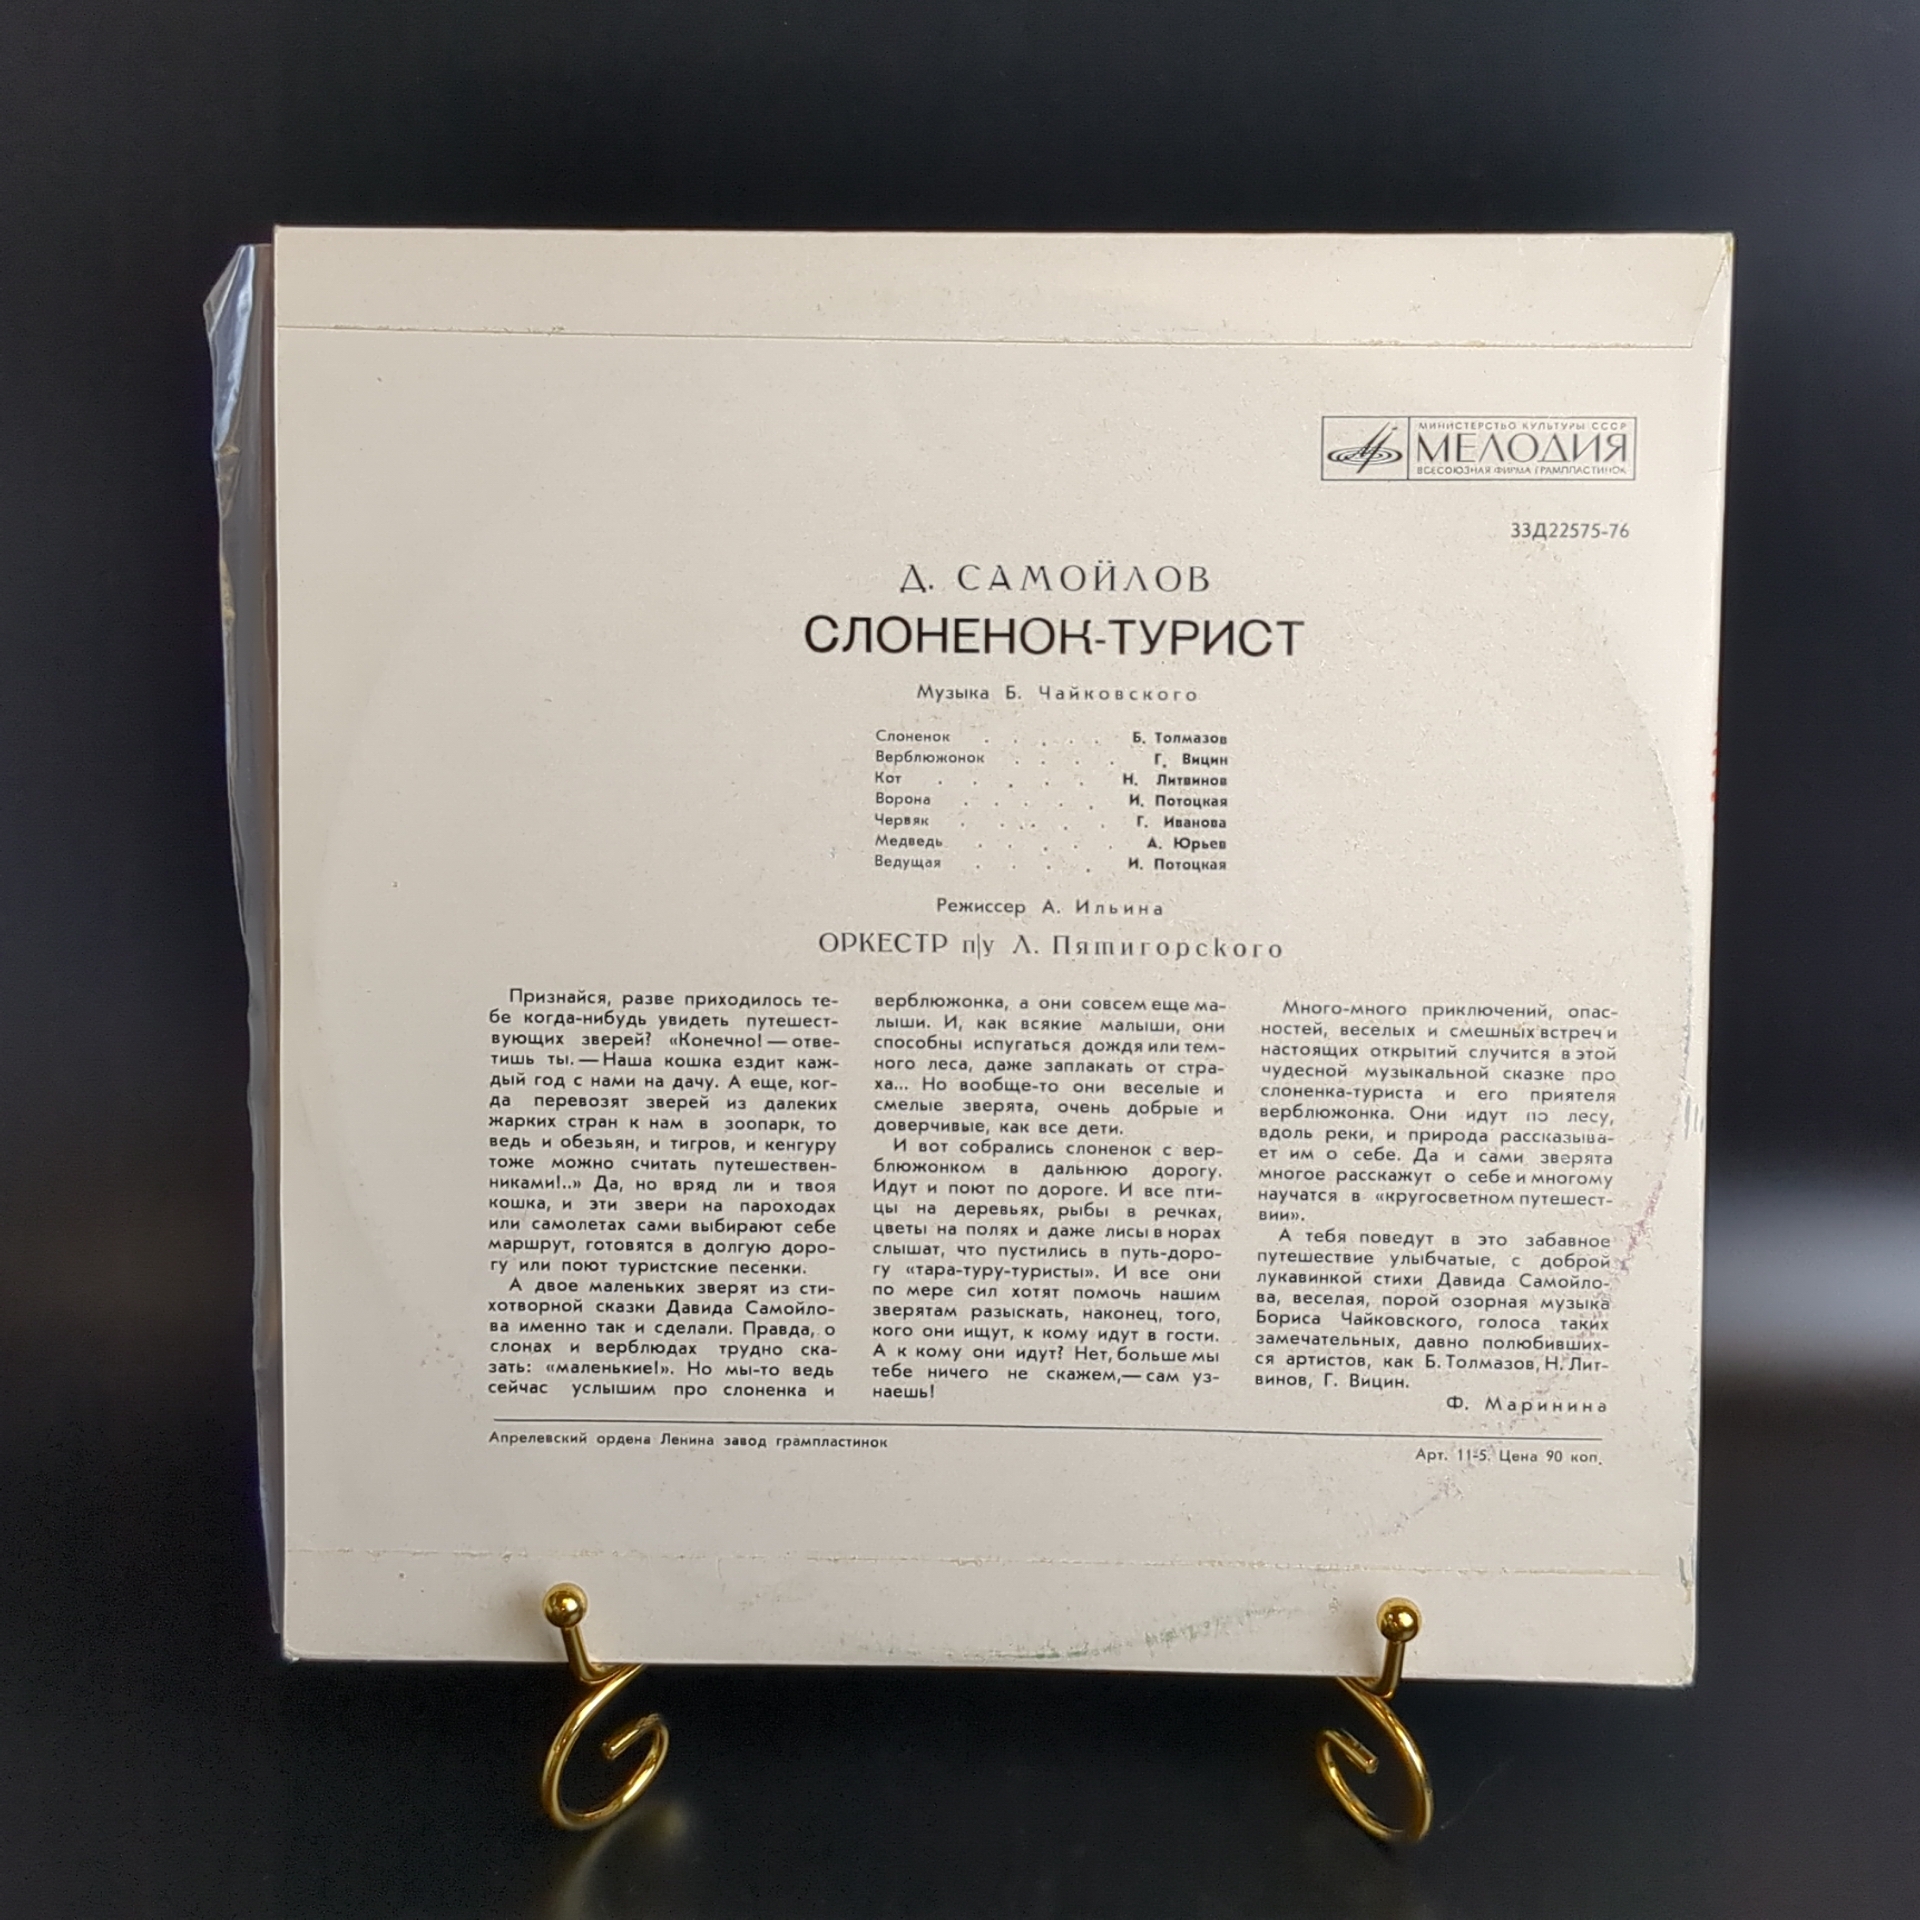 МИНИСТЕРСТВО КУЛЬТУРЫ СССР
МЕЛОДИЯ
ВСЕСОЮЗНАЯ ФИРМА ГРАМПЛАСТИНОК
33Д22575-76
Д. САМОЙЛОВ
СЛОНЕНОК-ТУРИСТ
Музыка Б. Чайковского
Слоненок . . . . . Б. Толмазов
Верблюжонок . . . . Г. Вицин
Кот . . . . . Н. Литвинов
Ворона . . . . . И. Потоцкая
Червяк . . . . . Г. Иванова
Медведь . . . . . А. Юрьев
Ведущая . . . . И. Потоцкая
Режиссер А. Ильина
ОРКЕСТР п/у Л. Пятигорского
Признайся, разве приходилось те-
бе когда-нибудь увидеть путешест-
вующих зверей? «Конечно! — отве-
тишь ты. — Наша кошка ездит каж-
дый год с нами на дачу. А еще, ког-
да перевозят зверей из далеких
жарких стран к нам в зоопарк, то
ведь и обезьян, и тигров, и кенгуру
тоже можно считать путешествен-
никами!..» Да, но вряд ли и твоя
кошка, и эти звери на пароходах
или самолетах сами выбирают себе
маршрут, готовятся в долгую доро-
гу или поют туристские песенки.
А двое маленьких зверят из сти-
хотворной сказки Давида Самойло-
ва именно так и сделали. Правда, о
слонах и верблюдах трудно ска-
зать: «маленькие!». Но мы-то ведь
сейчас услышим про слоненка и
верблюжонка, а они совсем еще ма-
лыши. И, как всякие малыши, они
способны испугаться дождя или тем-
ного леса, даже заплакать от стра-
ха... Но вообще-то они веселые и
смелые зверята, очень добрые и
доверчивые, как все дети.
И вот собрались слоненок с вер-
блюжонком в дальнюю дорогу.
Идут и поют по дороге. И все пти-
цы на деревьях, рыбы в речках,
цветы на полях и даже лисы в норах
слышат, что пустились в путь-доро-
гу «тара-туру-туристы». И все они
по мере сил хотят помочь нашим
зверятам разыскать, наконец, того,
кого они ищут, к кому идут в гости.
А к кому они идут? Нет, больше мы
тебе ничего не скажем,— сам уз-
наешь!
Много-много приключений, опас-
ностей, веселых и смешных встреч и
настоящих открытий случится в этой
чудесной музыкальной сказке про
слоненка-туриста и его приятеля
верблюжонка. Они идут по лесу,
вдоль реки, и природа рассказыва-
ет им о себе. Да и сами зверята
многое расскажут о себе и многому
научатся в «кругосветном путешест-
вии».
А тебя поведут в это забавное
путешествие улыбчатые, с доброй
лукавинкой стихи Давида Самойло-
ва, веселая, порой озорная музыка
Бориса Чайковского, голоса таких
замечательных, давно полюбивших-
ся артистов, как Б. Толмазов, Н. Лит-
винов, Г. Вицин.
Ф. Маринина
Апрелевский ордена Ленина завод грампластинок
Арт. 11-5. Цена 90 коп.